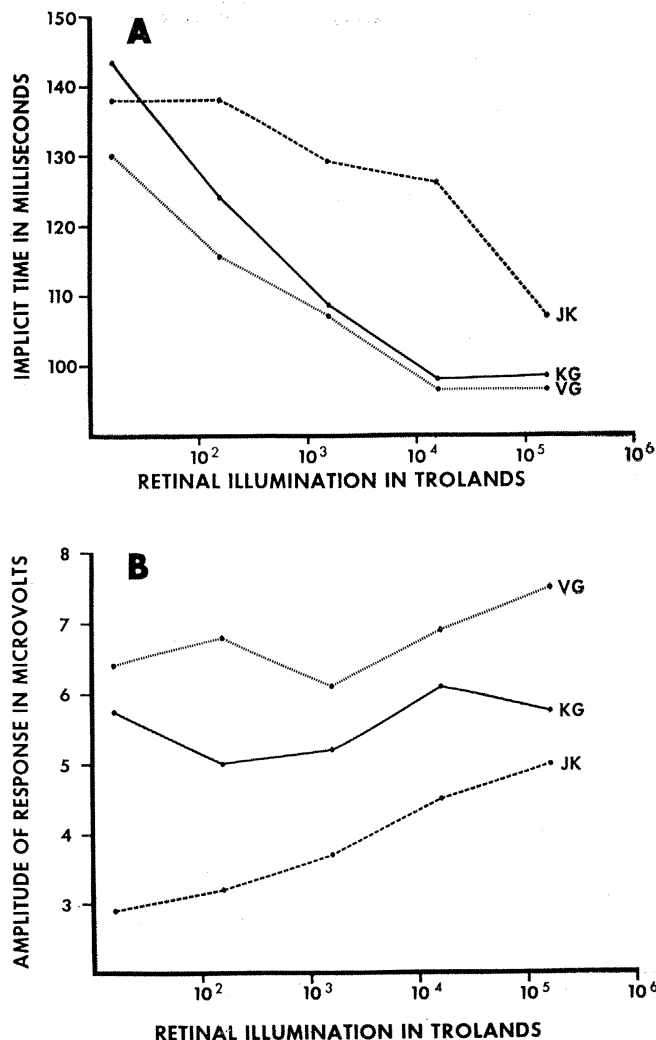 A
IMPLICIT TIME IN MILLISECONDS
150
140
130
120
110
100
JK
KG
VG
10²
10³
10⁴
10⁵
10⁶
RETINAL ILLUMINATION IN TROLANDS
B
AMPLITUDE OF RESPONSE IN MICROVOLTS
8
7
6
5
4
3
VG
KG
JK
10²
10³
10⁴
10⁵
10⁶
RETINAL ILLUMINATION IN TROLANDS